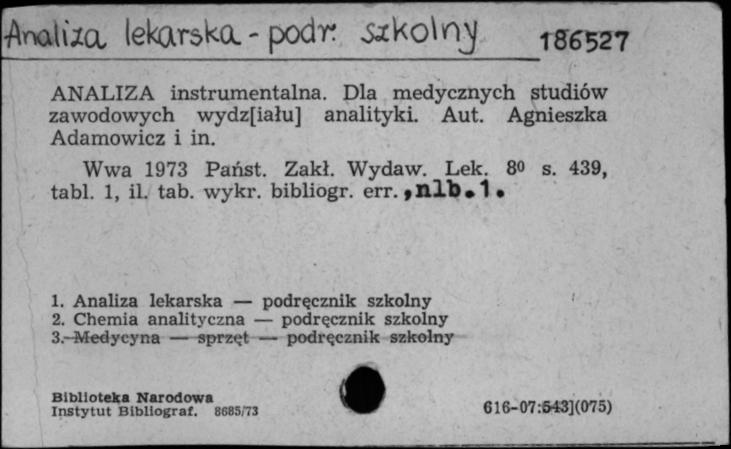 Analiza lekarska - podr. szkolny 186527
ANALIZA instrumentalna. Dla medycznych studiów
zawodowych wydz[iału] analityki. Aut. Agnieszka
Adamowicz i in.
Wwa 1973 Państ. Zakł. Wydaw. Lek. 8⁰ s. 439,
tabl. 1, il. tab. wykr. bibliogr. err., nlb. 1.
1. Analiza lekarska — podręcznik szkolny
2. Chemia analityczna — podręcznik szkolny
3. Medycyna — sprzęt — podręcznik szkolny
Biblioteka Narodowa
Instytut Bibliograf. 8685/73
616-07:543](075)